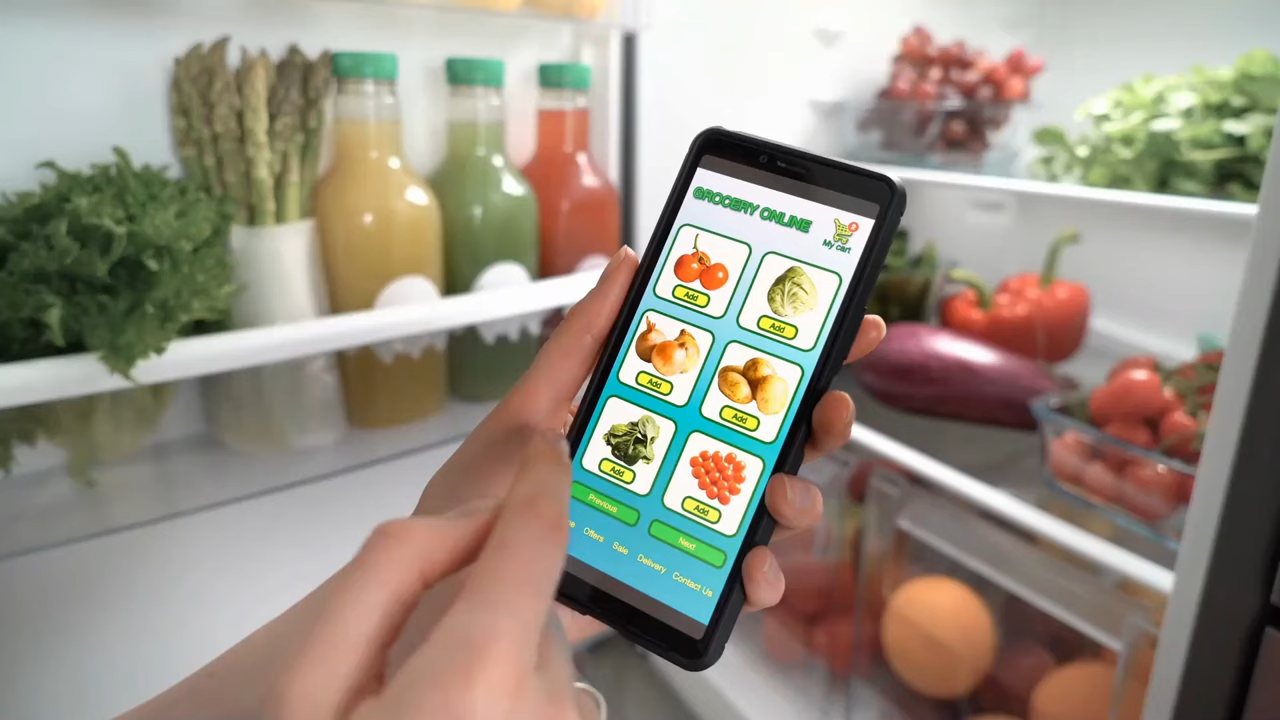 GROCERY ONLINE
My cart
Add
Add
Add
Add
Add
Add
Previous
Next
Offers Sale Delivery Contact Us